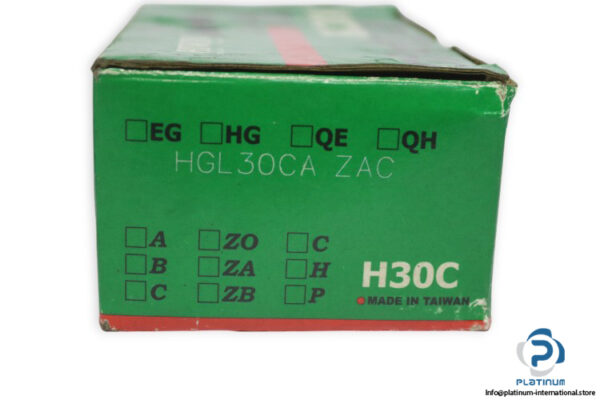 □EG □HG □QE □QH
HGL30CA ZAC
□A □ZO □C
□B □ZA □H
□C □ZB □P
H30C
MADE IN TAIWAN
PLATINUM
Info@platinum-international.store